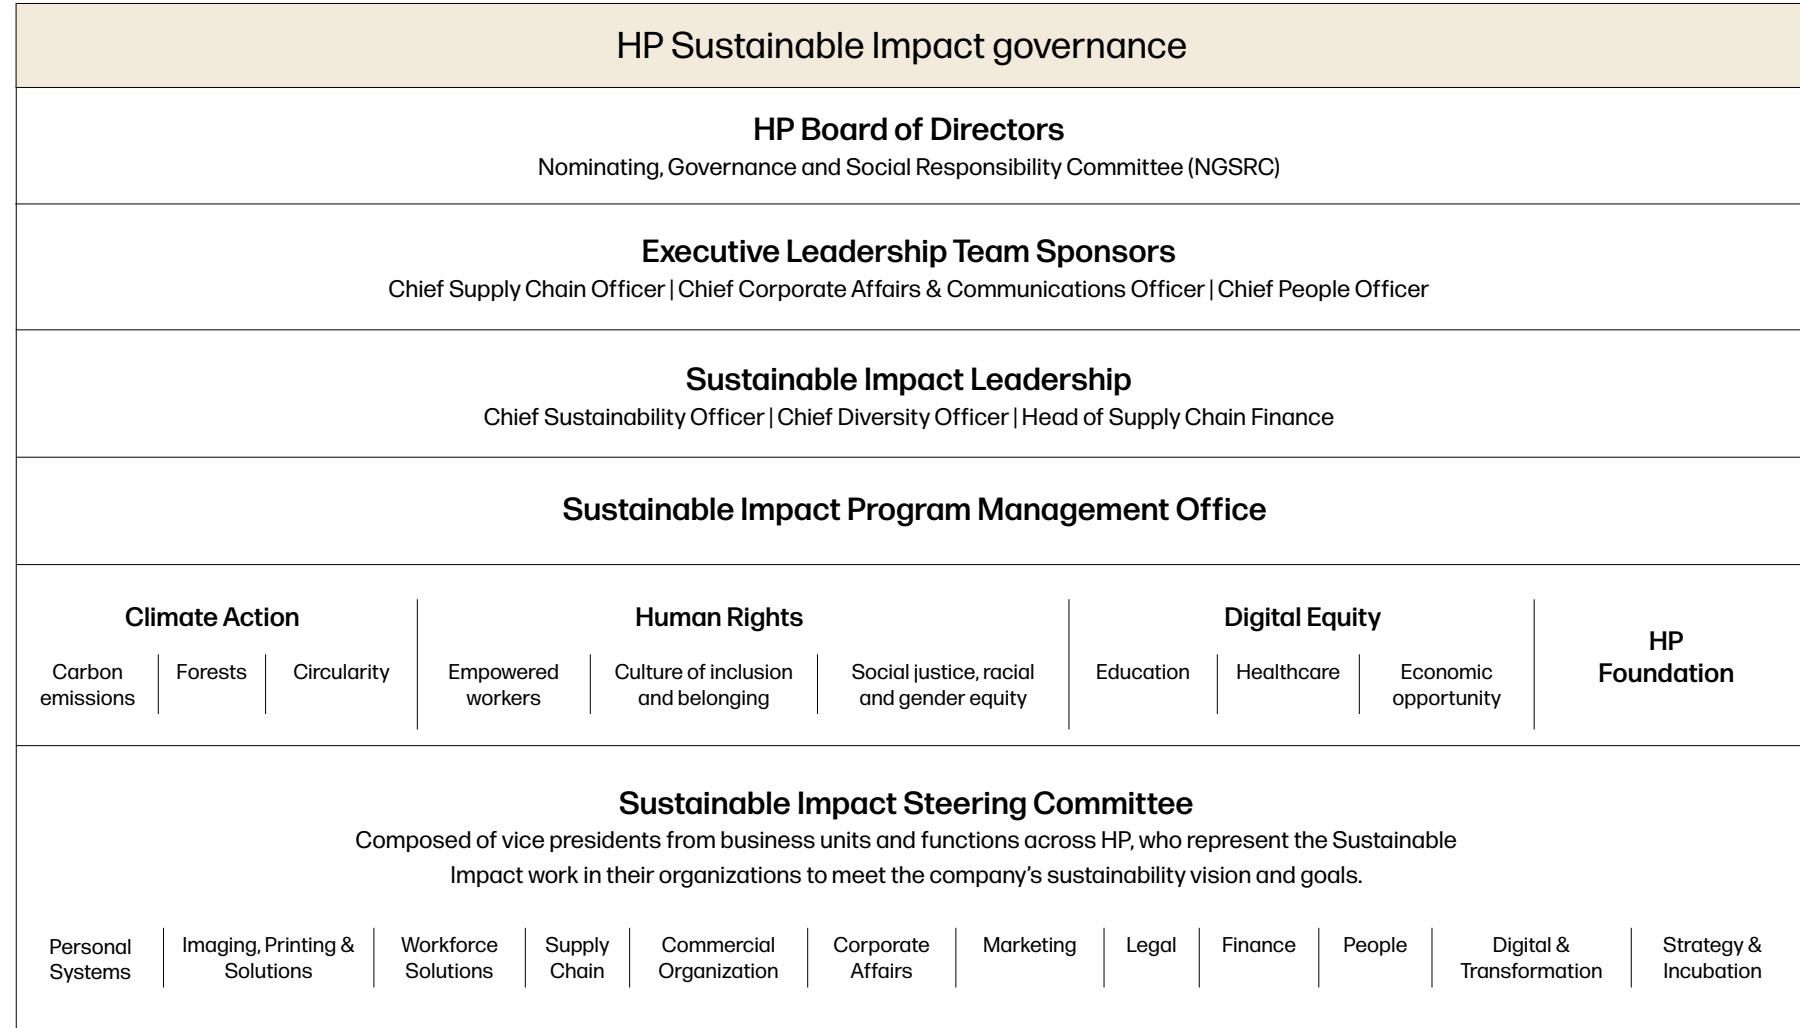 HP Sustainable Impact governance
HP Board of Directors
Nominating, Governance and Social Responsibility Committee (NGSRC)
Executive Leadership Team Sponsors
Chief Supply Chain Officer | Chief Corporate Affairs & Communications Officer | Chief People Officer
Sustainable Impact Leadership
Chief Sustainability Officer | Chief Diversity Officer | Head of Supply Chain Finance
Sustainable Impact Program Management Office
Climate Action
Carbon
emissions
Forests
Circularity
Human Rights
Empowered
workers
Culture of inclusion
and belonging
Social justice, racial
and gender equity
Digital Equity
Education
Healthcare
Economic
opportunity
HP
Foundation
Sustainable Impact Steering Committee
Composed of vice presidents from business units and functions across HP, who represent the Sustainable
Impact work in their organizations to meet the company’s sustainability vision and goals.
Personal
Systems
Imaging, Printing &
Solutions
Workforce
Solutions
Supply
Chain
Commercial
Organization
Corporate
Affairs
Marketing
Legal
Finance
People
Digital &
Transformation
Strategy &
Incubation